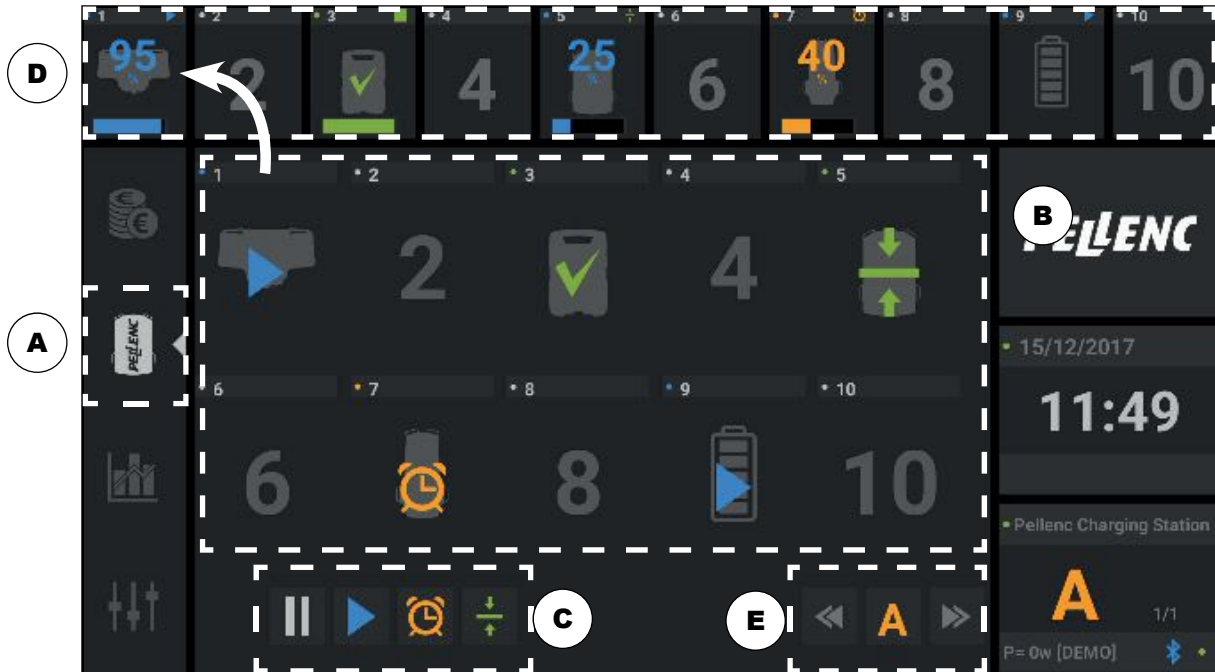 1 2 3 4 5 6 7 8 9 10
95 % 2 4 25 % 6 40 % 8 10
D
1 2 3 4 5
B
PELLENC
2 4
A
PELLENC
15/12/2017
11:49
6 7 8 9 10
6 8 10
Pellenc Charging Station
A
1/1
C
E
A
P= 0w [DEMO]